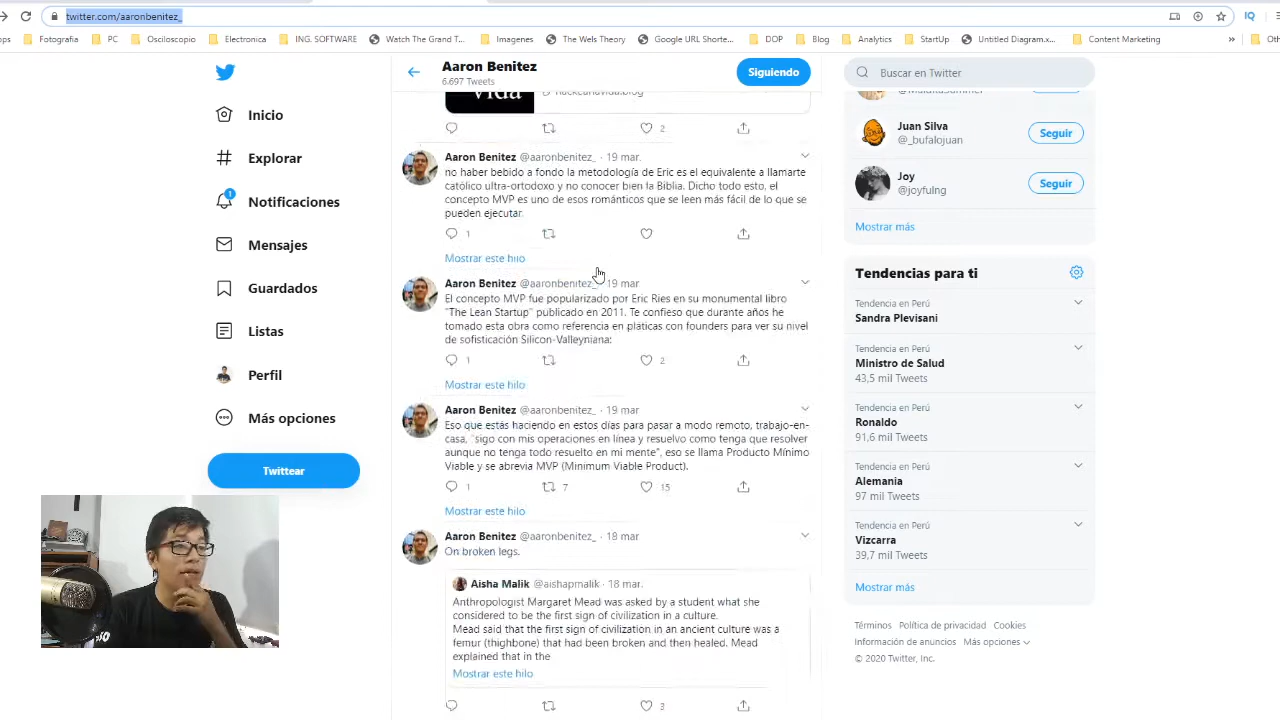 twitter.com/aaronbenitez_
Fotografia
PC
Osciloscopio
Electronica
ING. SOFTWARE
Watch The Grand T...
Imagenes
The Wels Theory
Google URL Shorte...
DOP
Blog
Analytics
StartUp
Untitled Diagram.x...
Content Marketing
Inicio
Explorar
1
Notificaciones
Mensajes
Guardados
Listas
Perfil
Más opciones
Twittear
Aaron Benitez
6.697 Tweets
Siguiendo
vida
hackeandvida.blog
2
Aaron Benitez @aaronbenitez_ · 19 mar.
no haber bebido a fondo la metodología de Eric es el equivalente a llamarte
católico ultra-ortodoxo y no conocer bien la Biblia. Dicho todo esto, el
concepto MVP es uno de esos románticos que se leen más fácil de lo que se
pueden ejecutar.
1
Mostrar este hilo
Aaron Benitez @aaronbenitez_ 19 mar.
El concepto MVP fue popularizado por Eric Ries en su monumental libro
"The Lean Startup" publicado en 2011. Te confieso que durante años he
tomado esta obra como referencia en pláticas con founders para ver su nivel
de sofisticación Silicon-Valleyniana:
1 2
Mostrar este hilo
Aaron Benitez @aaronbenitez_ · 19 mar.
Eso que estás haciendo en estos días para pasar a modo remoto, trabajo-en-
casa, "sigo con mis operaciones en línea y resuelvo como tenga que resolver
aunque no tenga todo resuelto en mi mente", eso se llama Producto Mínimo
Viable y se abrevia MVP (Minimum Viable Product).
1 7 15
Mostrar este hilo
Aaron Benitez @aaronbenitez_ · 18 mar.
On broken legs.
Aisha Malik @aishapmalik · 18 mar.
Anthropologist Margaret Mead was asked by a student what she
considered to be the first sign of civilization in a culture.
Mead said that the first sign of civilization in an ancient culture was a
femur (thighbone) that had been broken and then healed. Mead
explained that in the
Mostrar este hilo
3
Buscar en Twitter
Juan Silva
@_bufalojuan
Seguir
Joy
@joyfulng
Seguir
Mostrar más
Tendencias para ti
Tendencia en Perú
Sandra Plevisani
Tendencia en Perú
Ministro de Salud
43,5 mil Tweets
Tendencia en Perú
Ronaldo
91,6 mil Tweets
Tendencia en Perú
Alemania
97 mil Tweets
Tendencia en Perú
Vizcarra
39,7 mil Tweets
Mostrar más
Términos Política de privacidad Cookies
Información de anuncios Más opciones
© 2020 Twitter, Inc.